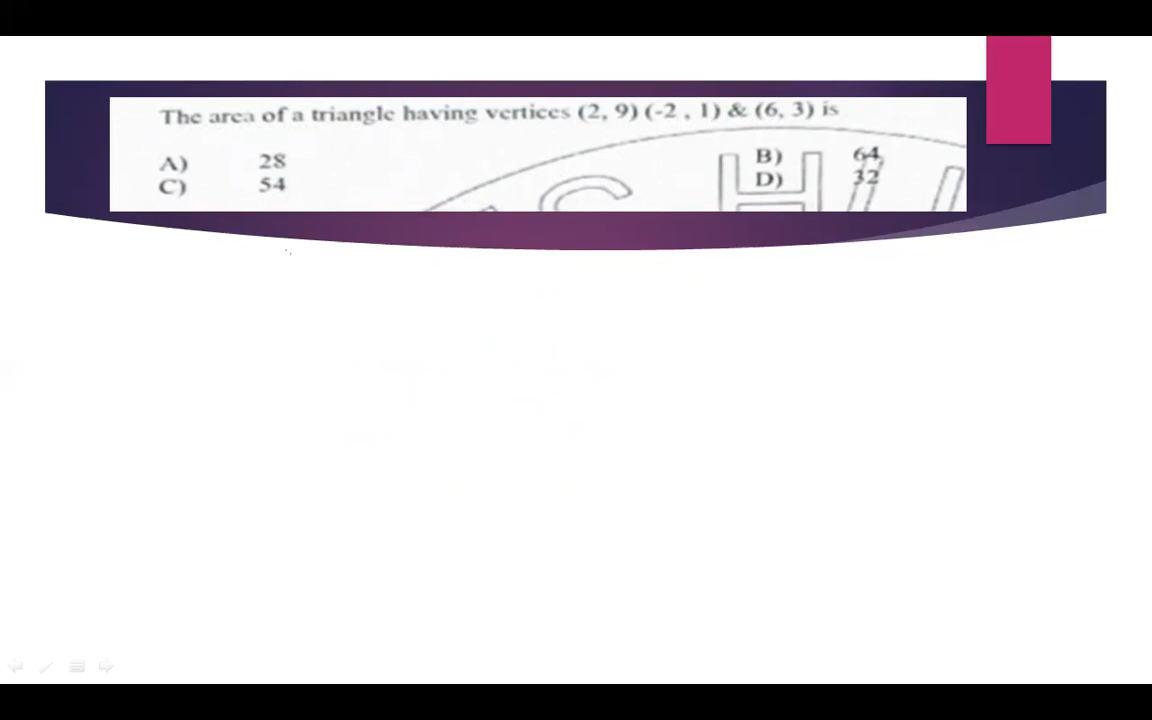 The area of a triangle having vertices (2, 9) (-2 , 1) & (6, 3) is
A) 28 B) 64
C) 54 D) 32